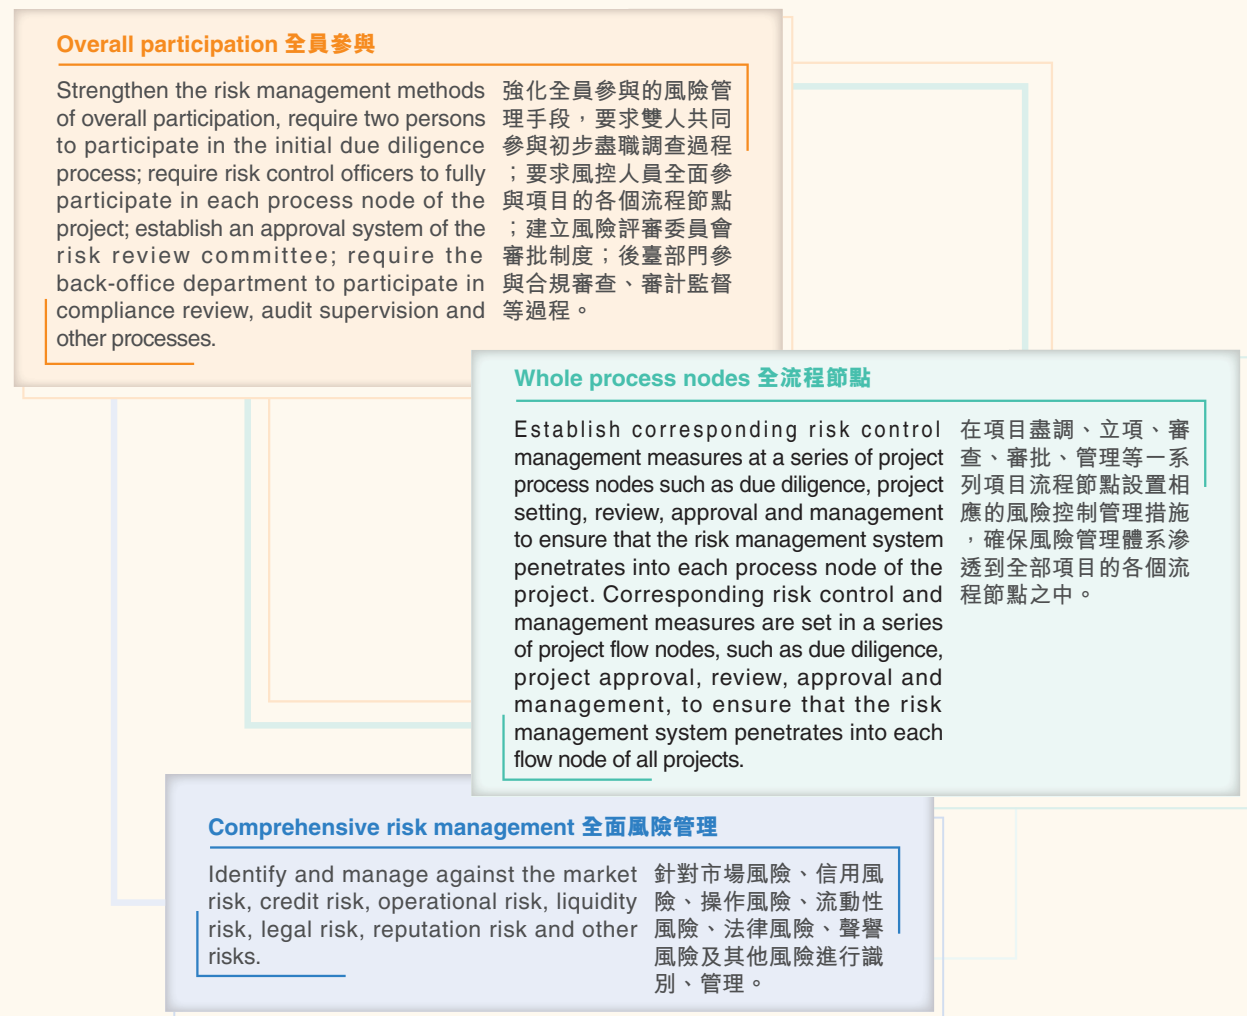 Overall participation 全員參與
Strengthen the risk management methods
of overall participation, require two persons
to participate in the initial due diligence
process; require risk control officers to fully
participate in each process node of the
project; establish an approval system of the
risk review committee; require the
back-office department to participate in
compliance review, audit supervision and
other processes.
強化全員參與的風險管
理手段，要求雙人共同
參與初步盡職調查過程
；要求風控人員全面參
與項目的各個流程節點
；建立風險評審委員會
審批制度；後臺部門參
與合規審查、審計監督
等過程。
Whole process nodes 全流程節點
Establish corresponding risk control
management measures at a series of project
process nodes such as due diligence, project
setting, review, approval and management
to ensure that the risk management system
penetrates into each process node of the
project. Corresponding risk control and
management measures are set in a series
of project flow nodes, such as due diligence,
project approval, review, approval and
management, to ensure that the risk
management system penetrates into each
flow node of all projects.
在項目盡調、立項、審
查、審批、管理等一系
列項目流程節點設置相
應的風險控制管理措施
，確保風險管理體系滲
透到全部項目的各個流
程節點之中。
Comprehensive risk management 全面風險管理
Identify and manage against the market
risk, credit risk, operational risk, liquidity
risk, legal risk, reputation risk and other
risks.
針對市場風險、信用風
險、操作風險、流動性
風險、法律風險、聲譽
風險及其他風險進行識
別、管理。